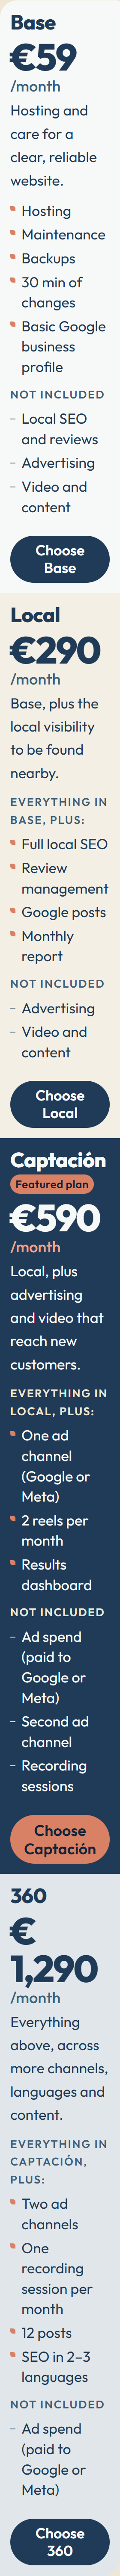 Base
€59
/month
Hosting and
care for a
clear, reliable
website.
Hosting
Maintenance
Backups
30 min of
changes
Basic Google
business
profile
NOT INCLUDED
– Local SEO
and reviews
– Advertising
– Video and
content
Choose
Base
Local
€290
/month
Base, plus the
local visibility
to be found
nearby.
EVERYTHING IN
BASE, PLUS:
Full local SEO
Review
management
Google posts
Monthly
report
NOT INCLUDED
– Advertising
– Video and
content
Choose
Local
Captación
Featured plan
€590
/month
Local, plus
advertising
and video that
reach new
customers.
EVERYTHING IN
LOCAL, PLUS:
One ad
channel
(Google or
Meta)
2 reels per
month
Results
dashboard
NOT INCLUDED
– Ad spend
(paid to
Google or
Meta)
– Second ad
channel
– Recording
sessions
Choose
Captación
360
€
1,290
/month
Everything
above, across
more channels,
languages and
content.
EVERYTHING IN
CAPTACIÓN,
PLUS:
Two ad
channels
One
recording
session per
month
12 posts
SEO in 2–3
languages
NOT INCLUDED
– Ad spend
(paid to
Google or
Meta)
Choose
360